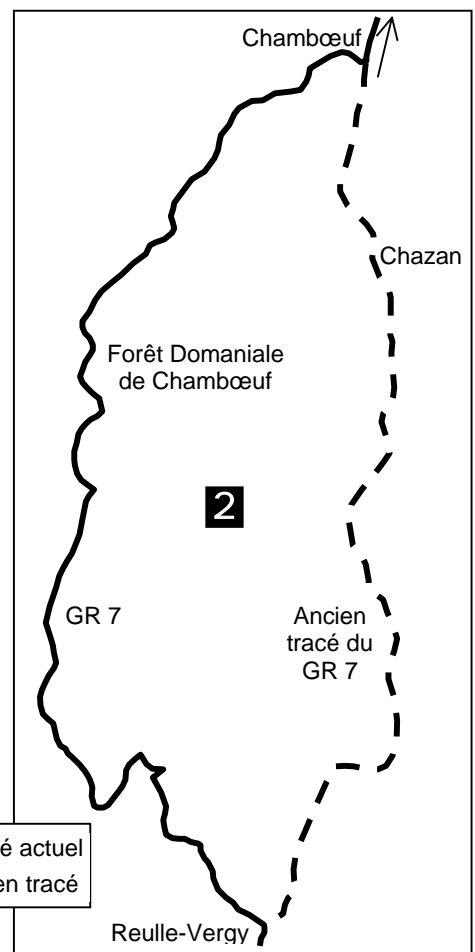 Chambœuf
Chazan
Forêt Domaniale
de Chambœuf
2
GR 7
Ancien
tracé du
GR 7
é actuel
en tracé
Reulle-Vergy